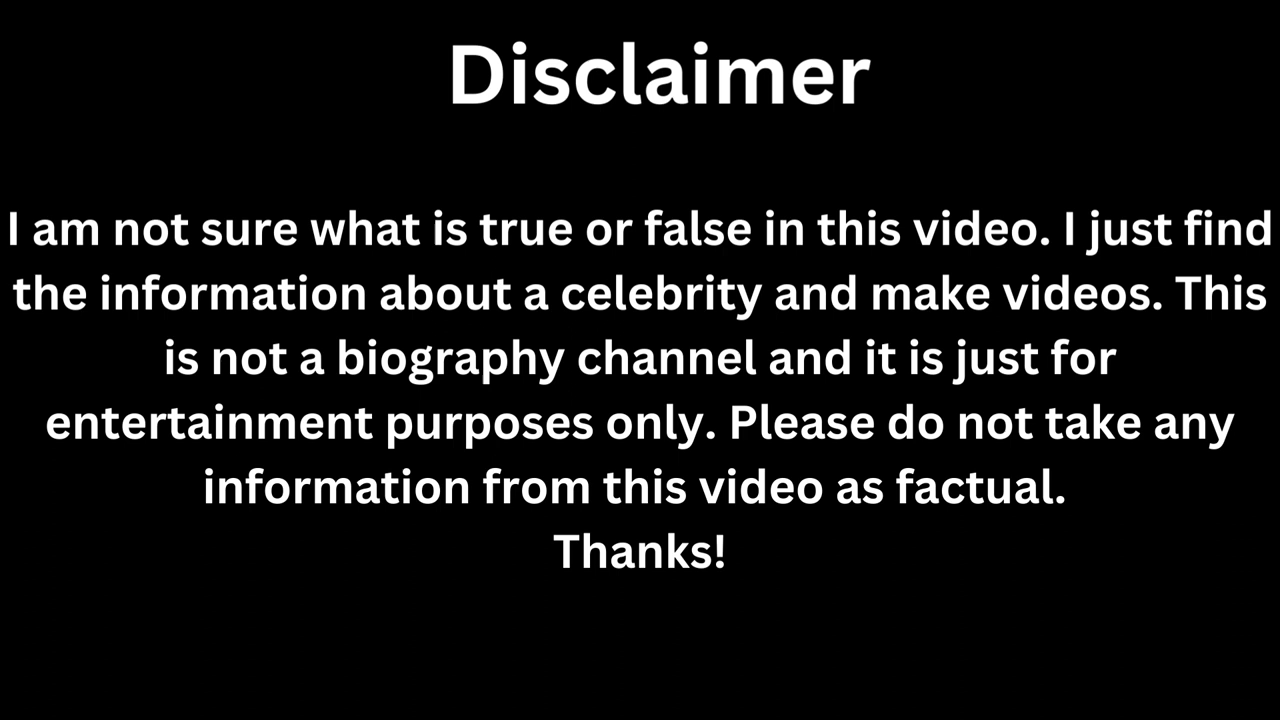 Disclaimer
I am not sure what is true or false in this video. I just find
the information about a celebrity and make videos. This
is not a biography channel and it is just for
entertainment purposes only. Please do not take any
information from this video as factual.
Thanks!